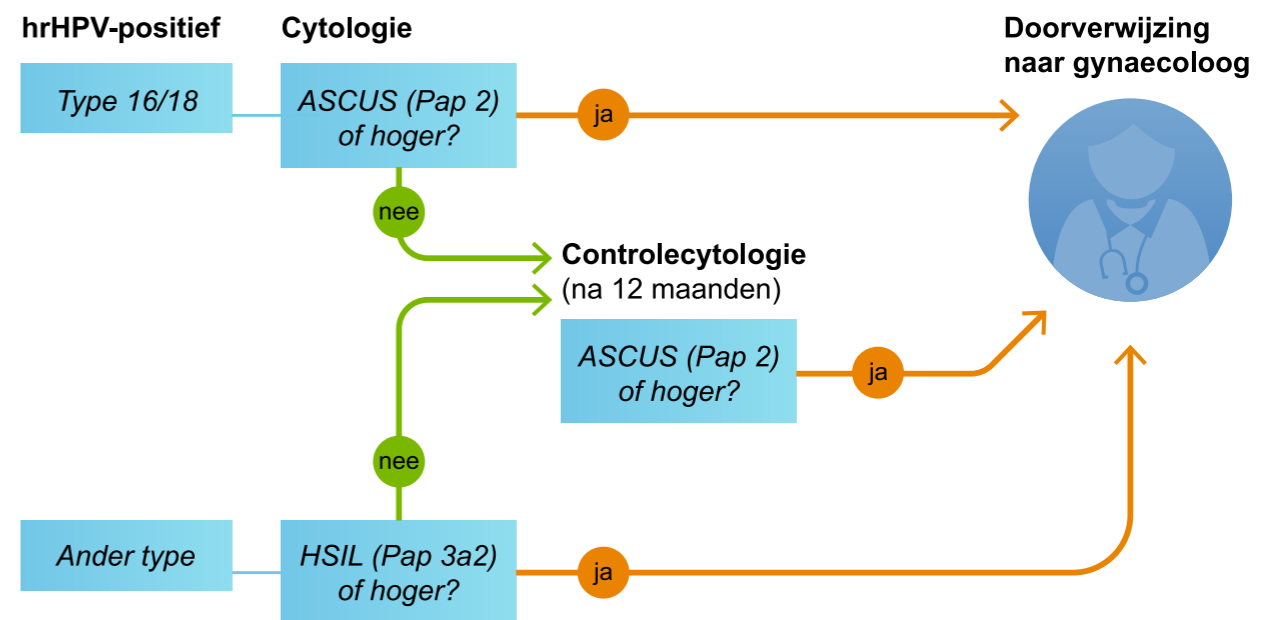 hrHPV-positief
Cytologie
Doorverwijzing
naar gynaecoloog
Type 16/18
ASCUS (Pap 2)
of hoger?
ja
nee
Controlecytologie
(na 12 maanden)
ASCUS (Pap 2)
of hoger?
ja
nee
Ander type
HSIL (Pap 3a2)
of hoger?
ja